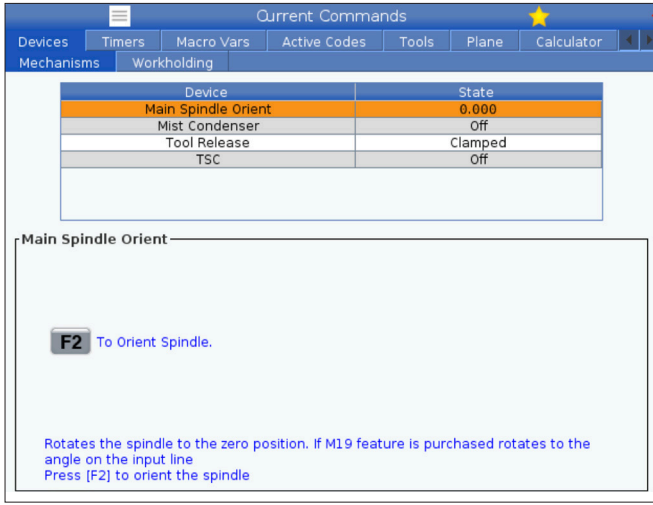 Current Commands
Devices Timers Macro Vars Active Codes Tools Plane Calculator
Mechanisms Workholding
Device State
Main Spindle Orient 0.000
Mist Condenser Off
Tool Release Clamped
TSC Off
Main Spindle Orient
F2 To Orient Spindle.
Rotates the spindle to the zero position. If M19 feature is purchased rotates to the
angle on the input line
Press [F2] to orient the spindle